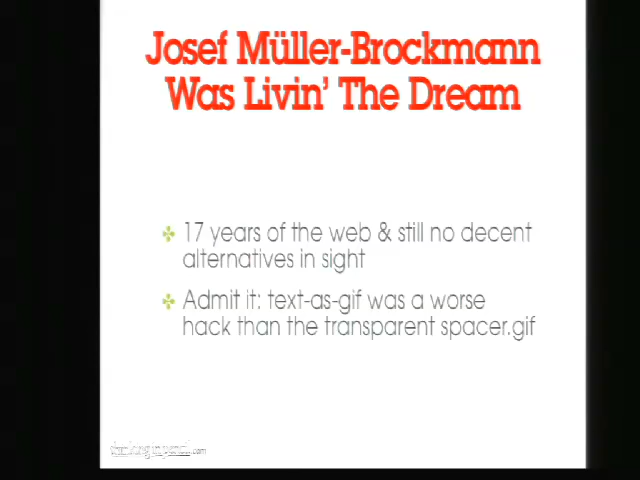 Josef Müller-Brockmann
Was Livin' The Dream
17 years of the web & still no decent
alternatives in sight
Admit it: text-as-gif was a worse
hack than the transparent spacer.gif